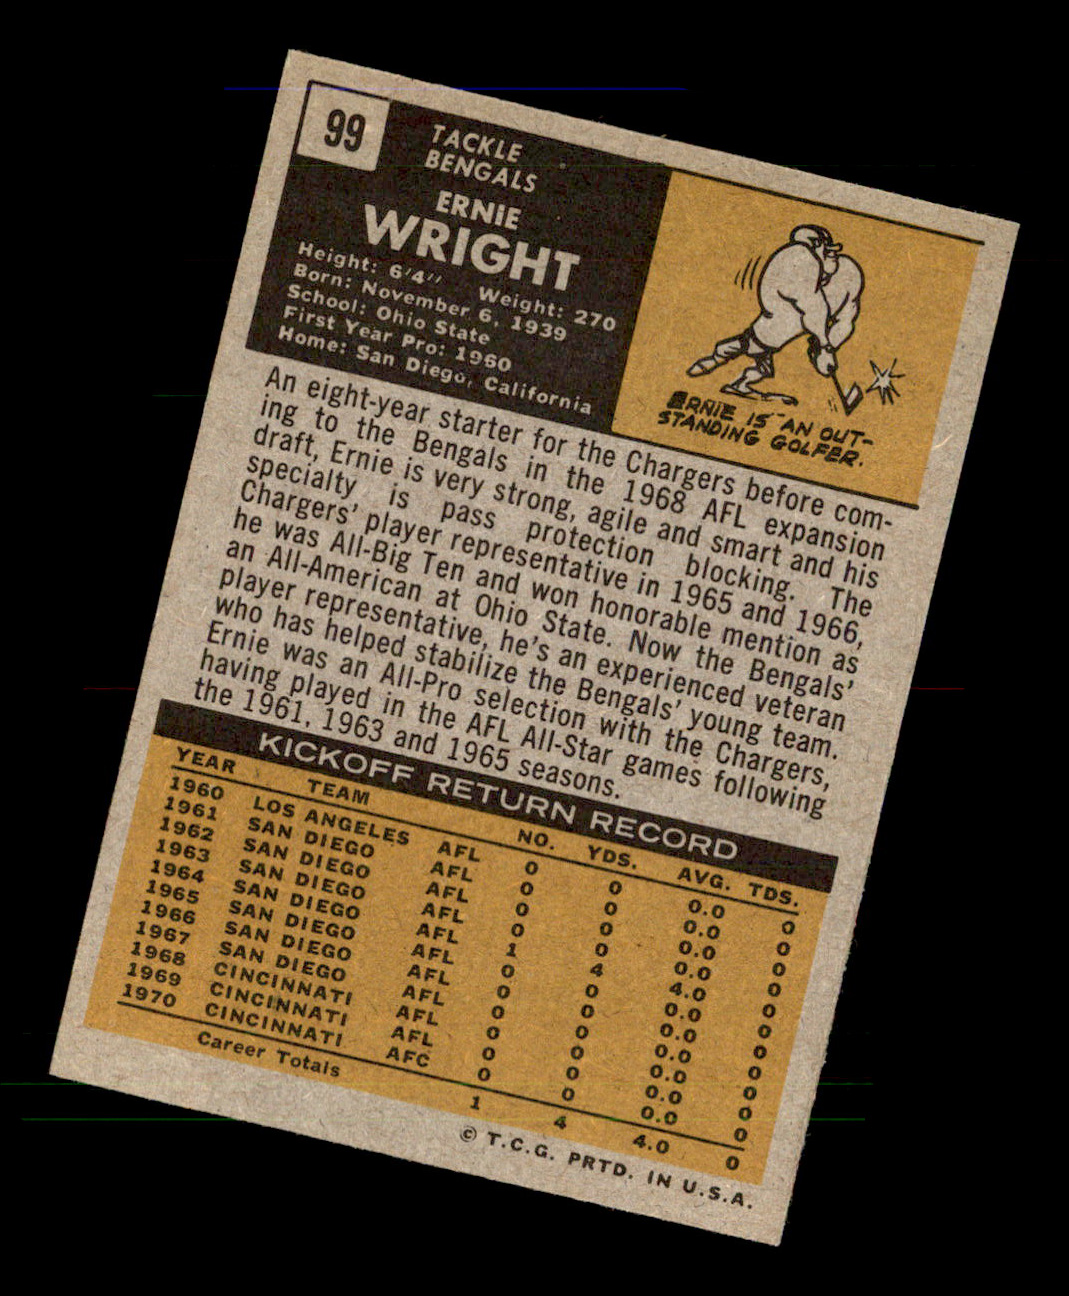 99
TACKLE
BENGALS
ERNIE
WRIGHT
Height: 6'4" Weight: 270
Born: November 6, 1939
School: Ohio State
First Year Pro: 1960
Home: San Diego, California
ERNIE IS AN OUT-
STANDING GOLFER.
An eight-year starter for the Chargers before com-
ing to the Bengals in the 1968 AFL expansion
draft, Ernie is very strong, agile and smart and his
specialty is pass protection blocking. The
Chargers' player representative in 1965 and 1966,
he was All-Big Ten and won honorable mention as
an All-American at Ohio State. Now the Bengals'
player representative, he's an experienced veteran
who has helped stabilize the Bengals' young team.
Ernie was an All-Pro selection with the Chargers,
having played in the AFL All-Star games following
the 1961, 1963 and 1965 seasons.
KICKOFF RETURN RECORD
YEAR TEAM NO. YDS. AVG. TDS.
1960 LOS ANGELES AFL 0 0 0.0 0
1961 SAN DIEGO AFL 0 0 0.0 0
1962 SAN DIEGO AFL 0 0 0.0 0
1963 SAN DIEGO AFL 0 0 0.0 0
1964 SAN DIEGO AFL 1 4 4.0 0
1965 SAN DIEGO AFL 0 0 0.0 0
1966 SAN DIEGO AFL 0 0 0.0 0
1967 SAN DIEGO AFL 0 0 0.0 0
1968 CINCINNATI AFL 0 0 0.0 0
1969 CINCINNATI AFL 0 0 0.0 0
1970 CINCINNATI AFC 0 0 0.0 0
Career Totals 1 4 4.0 0
© T.C.G. PRTD. IN U.S.A.